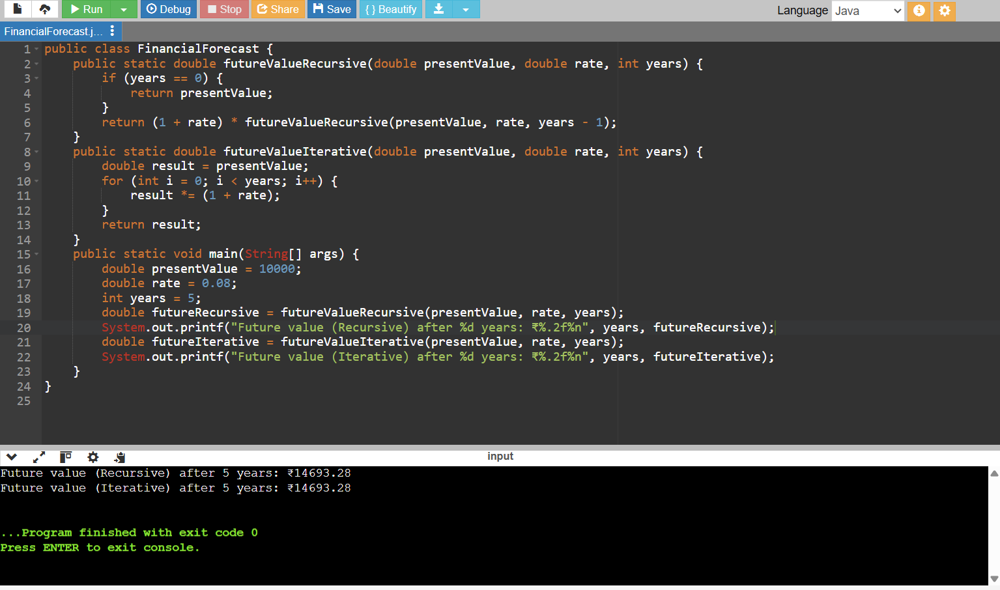 Run Debug Stop Share Save { } Beautify Language Java
FinancialForecast.j...
1 public class FinancialForecast {
2     public static double futureValueRecursive(double presentValue, double rate, int years) {
3         if (years == 0) {
4             return presentValue;
5         }
6         return (1 + rate) * futureValueRecursive(presentValue, rate, years - 1);
7     }
8     public static double futureValueIterative(double presentValue, double rate, int years) {
9         double result = presentValue;
10         for (int i = 0; i < years; i++) {
11             result *= (1 + rate);
12         }
13         return result;
14     }
15     public static void main(String[] args) {
16         double presentValue = 10000;
17         double rate = 0.08;
18         int years = 5;
19         double futureRecursive = futureValueRecursive(presentValue, rate, years);
20         System.out.printf("Future value (Recursive) after %d years: ₹%.2f%n", years, futureRecursive);
21         double futureIterative = futureValueIterative(presentValue, rate, years);
22         System.out.printf("Future value (Iterative) after %d years: ₹%.2f%n", years, futureIterative);
23     }
24 }
25
input
Future value (Recursive) after 5 years: ₹14693.28
Future value (Iterative) after 5 years: ₹14693.28
...Program finished with exit code 0
Press ENTER to exit console.